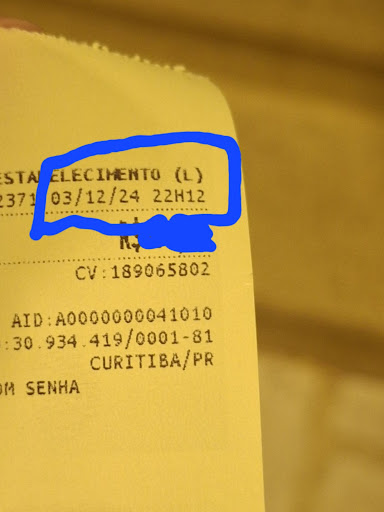 ESTABELECIMENTO (L)
2371 03/12/24 22H12
R$
CV:189065802
AID:A0000000041010
:30.934.419/0001-81
CURITIBA/PR
OM SENHA